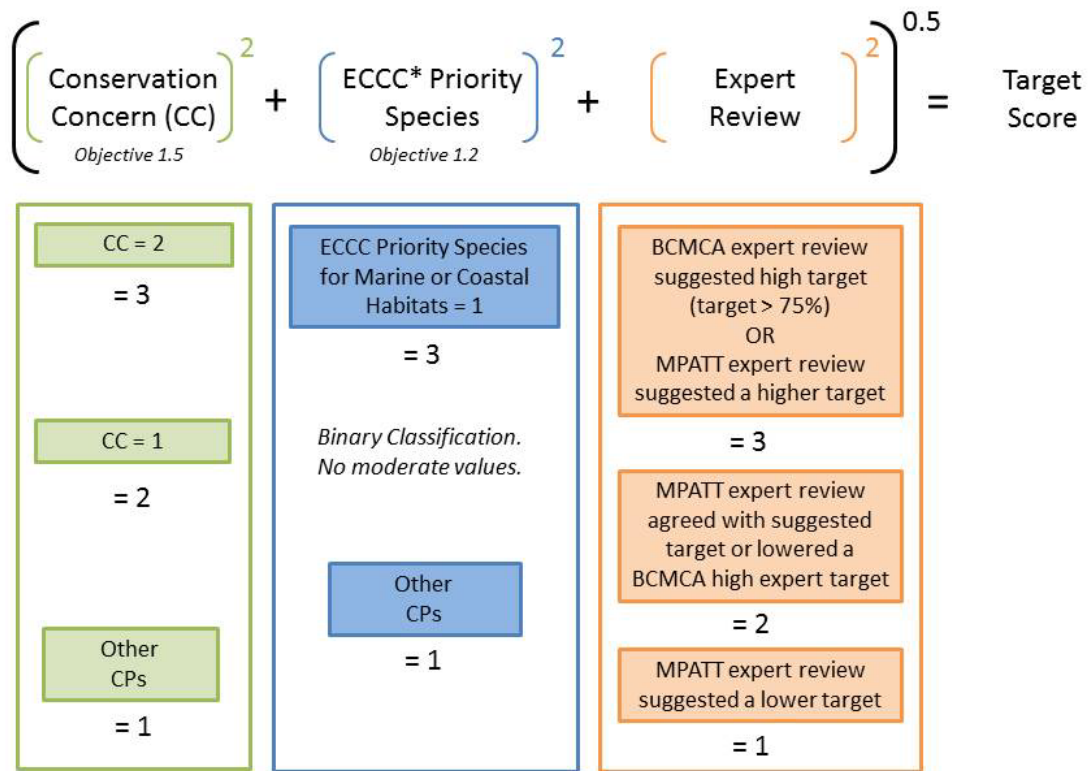 0.5
2
2
2
Conservation
Concern (CC)
Objective 1.5
+
ECCC* Priority
Species
Objective 1.2
+
Expert
Review
=
Target
Score
CC = 2
= 3
CC = 1
= 2
Other
CPs
= 1
ECCC Priority Species
for Marine or Coastal
Habitats = 1
= 3
Binary Classification.
No moderate values.
Other
CPs
= 1
BCMCA expert review
suggested high target
(target > 75%)
OR
MPATT expert review
suggested a higher target
= 3
MPATT expert review
agreed with suggested
target or lowered a
BCMCA high expert target
= 2
MPATT expert review
suggested a lower target
= 1